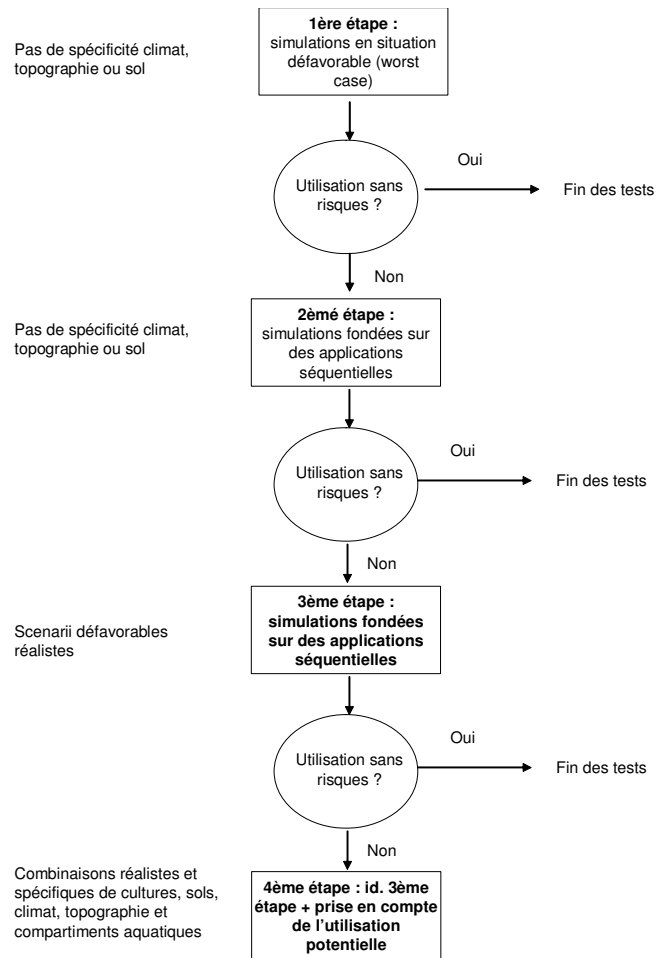 Pas de spécificité climat,
topographie ou sol
1ère étape :
simulations en situation
défavorable (worst
case)
Utilisation sans
risques ?
Oui
Fin des tests
Non
Pas de spécificité climat,
topographie ou sol
2èmé étape :
simulations fondées sur
des applications
séquentielles
Utilisation sans
risques ?
Oui
Fin des tests
Non
Scenarii défavorables
réalistes
3ème étape :
simulations fondées
sur des applications
séquentielles
Utilisation sans
risques ?
Oui
Fin des tests
Non
Combinaisons réalistes et
spécifiques de cultures, sols,
climat, topographie et
compartiments aquatiques
4ème étape : id. 3ème
étape + prise en compte
de l'utilisation
potentielle